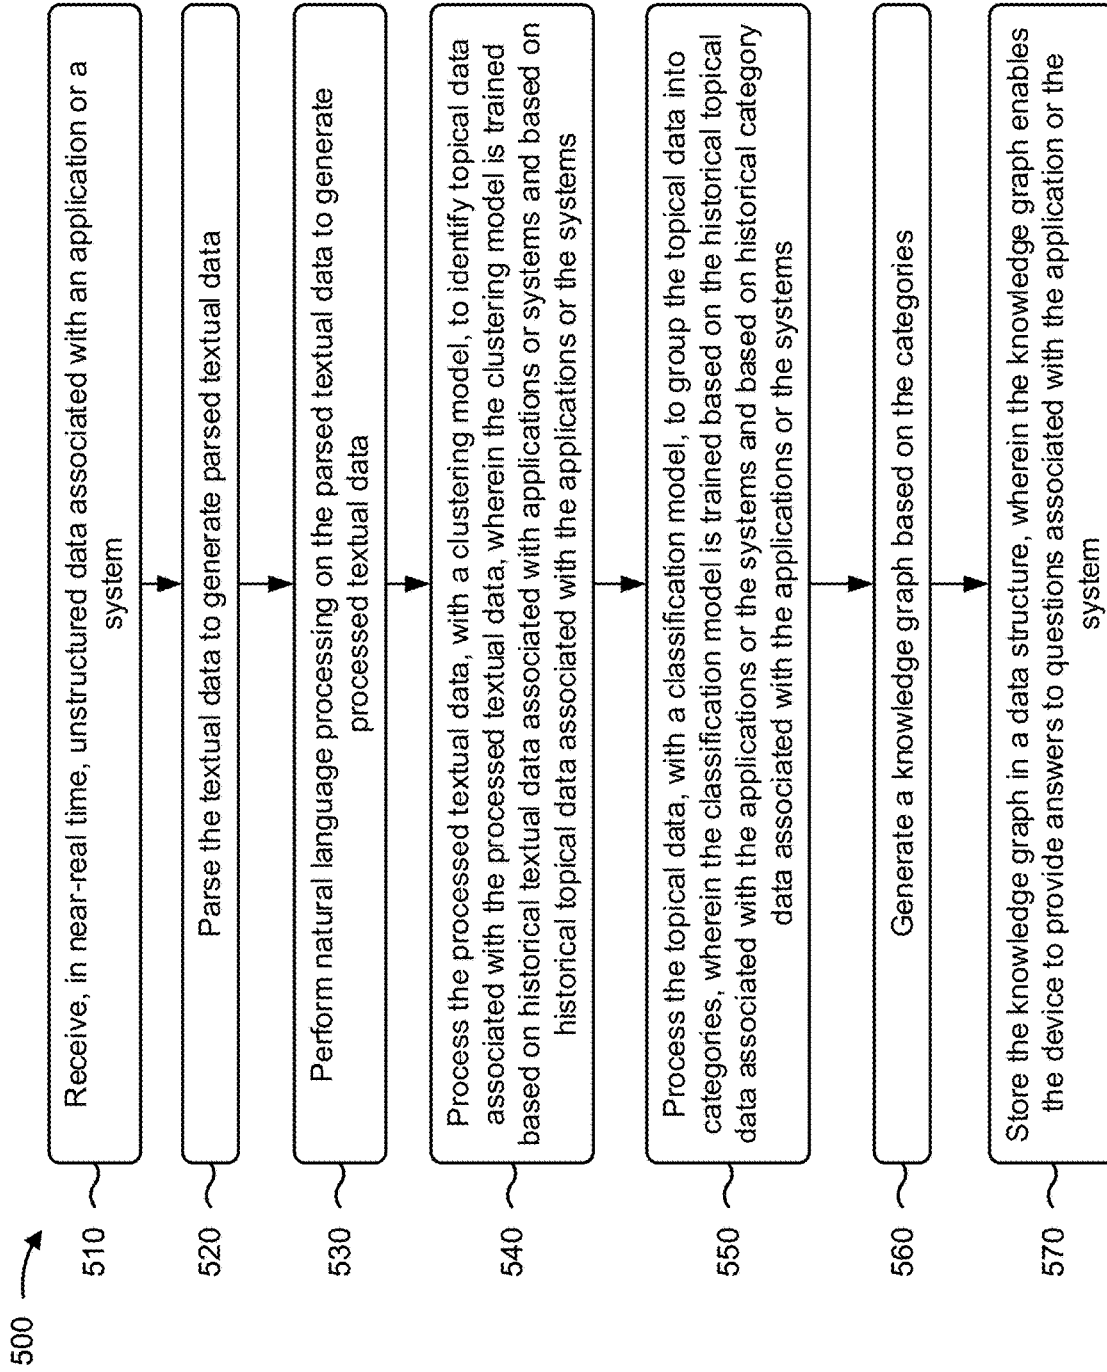 500
510
Receive, in near-real time, unstructured data associated with an application or a
system
520
Parse the textual data to generate parsed textual data
530
Perform natural language processing on the parsed textual data to generate
processed textual data
540
Process the processed textual data, with a clustering model, to identify topical data
associated with the processed textual data, wherein the clustering model is trained
based on historical textual data associated with applications or systems and based on
historical topical data associated with the applications or the systems
550
Process the topical data, with a classification model, to group the topical data into
categories, wherein the classification model is trained based on the historical topical
data associated with the applications or the systems and based on historical category
data associated with the applications or the systems
560
Generate a knowledge graph based on the categories
570
Store the knowledge graph in a data structure, wherein the knowledge graph enables
the device to provide answers to questions associated with the application or the
system